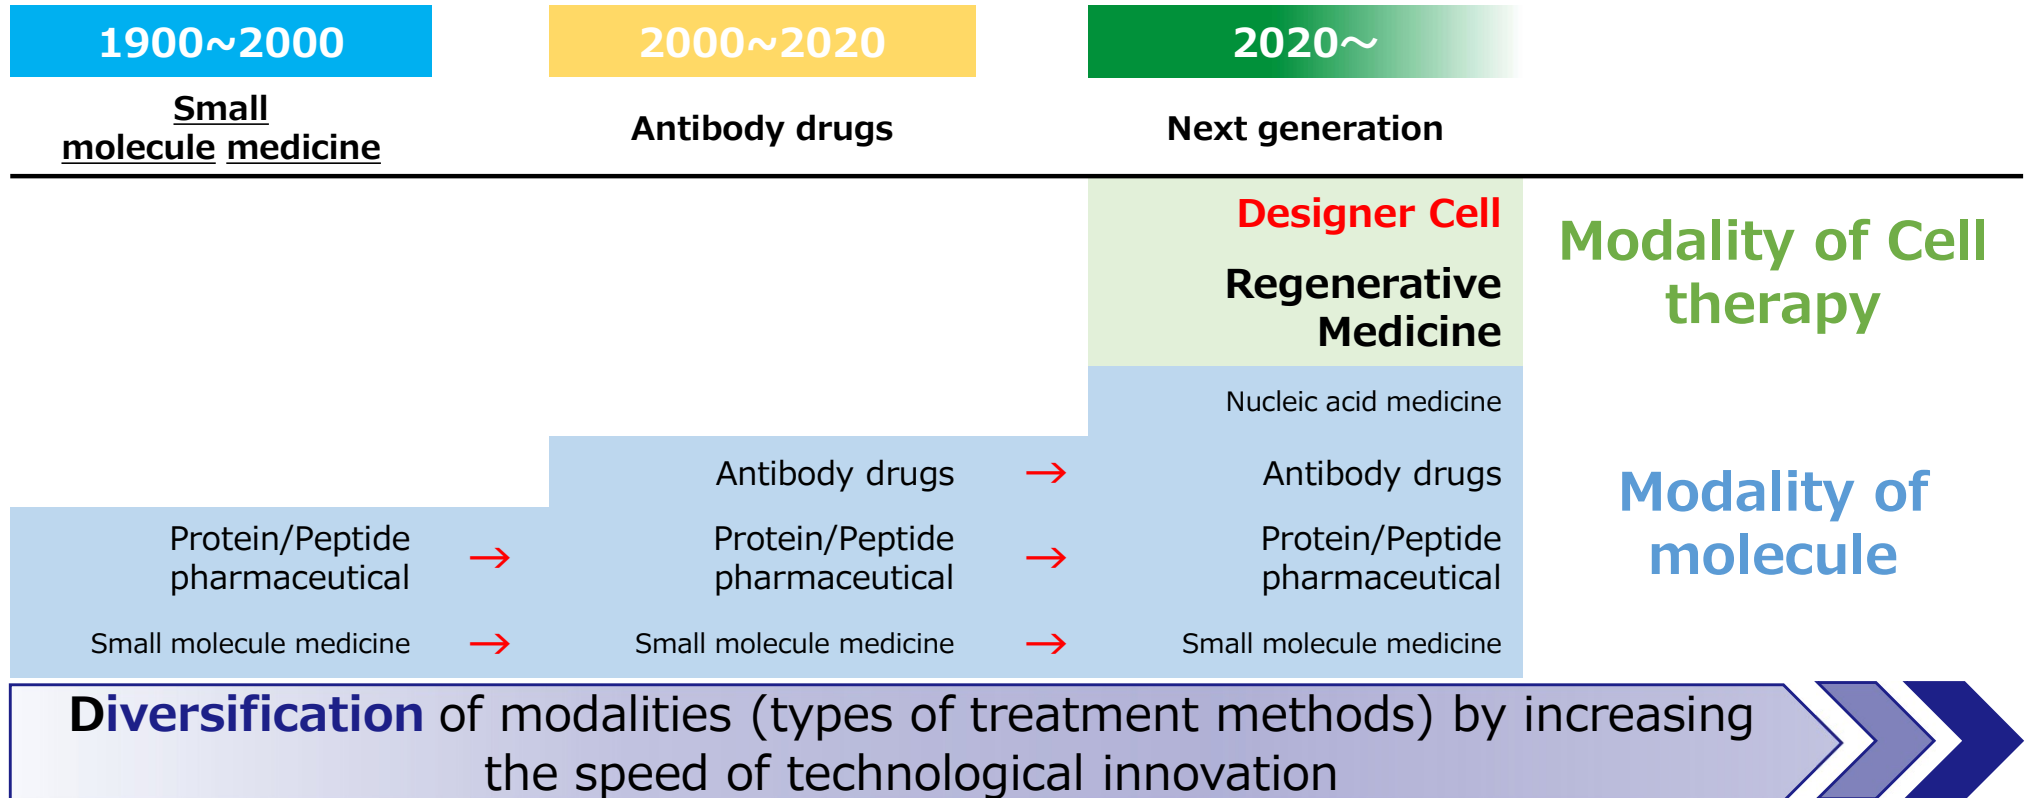 1900~2000
2000~2020
2020～
Small
molecule medicine
Antibody drugs
Next generation
Designer Cell
Regenerative
Medicine
Modality of Cell
therapy
Nucleic acid medicine
Antibody drugs → Antibody drugs
Modality of
molecule
Protein/Peptide
pharmaceutical
→
Protein/Peptide
pharmaceutical
→
Protein/Peptide
pharmaceutical
Small molecule medicine → Small molecule medicine → Small molecule medicine
Diversification of modalities (types of treatment methods) by increasing
the speed of technological innovation